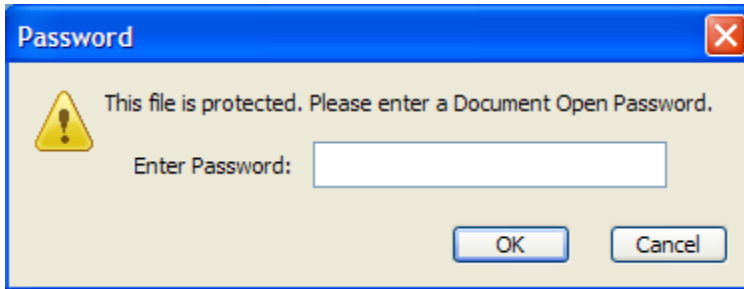 Password
This file is protected. Please enter a Document Open Password.
Enter Password:
OK Cancel